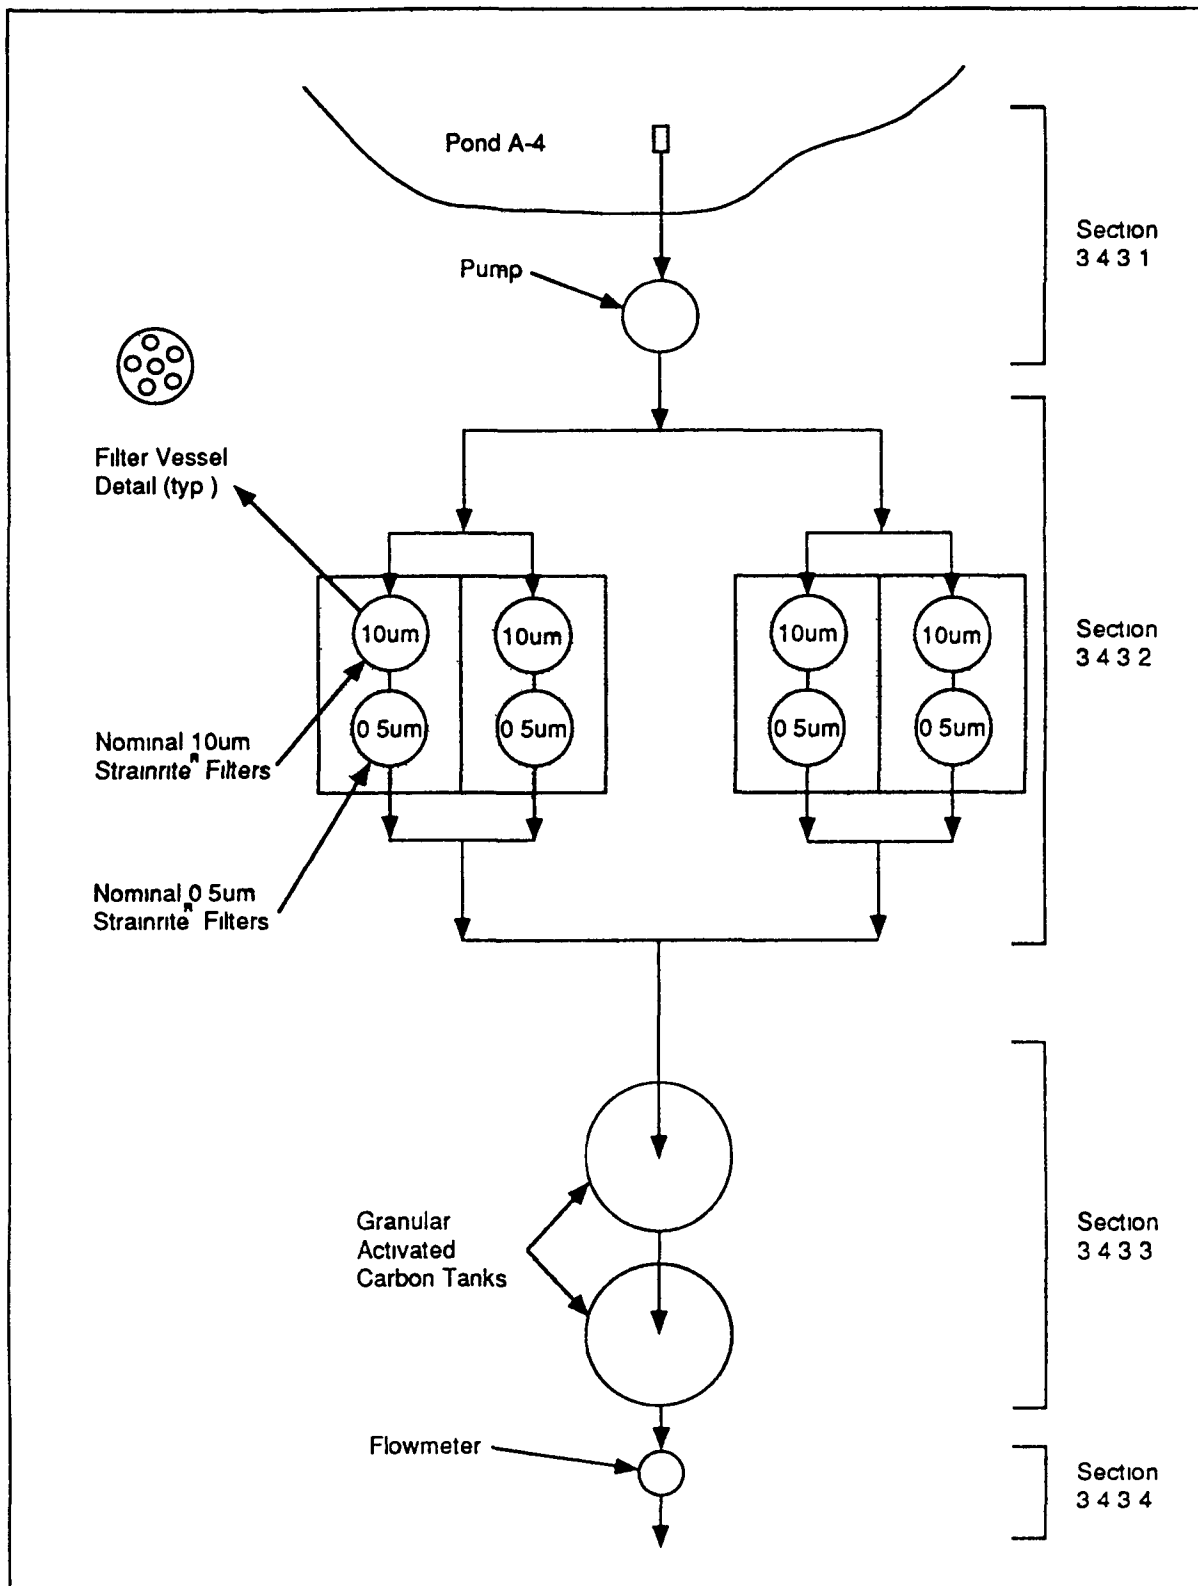 Pond A-4
Section
3 4 3 1
Pump
Filter Vessel
Detail (typ )
10um
10um
10um
10um
Section
3 4 3 2
0 5um
0 5um
0 5um
0 5um
Nominal 10um
Strainrite® Filters
Nominal 0 5um
Strainrite® Filters
Granular
Activated
Carbon Tanks
Section
3 4 3 3
Flowmeter
Section
3 4 3 4